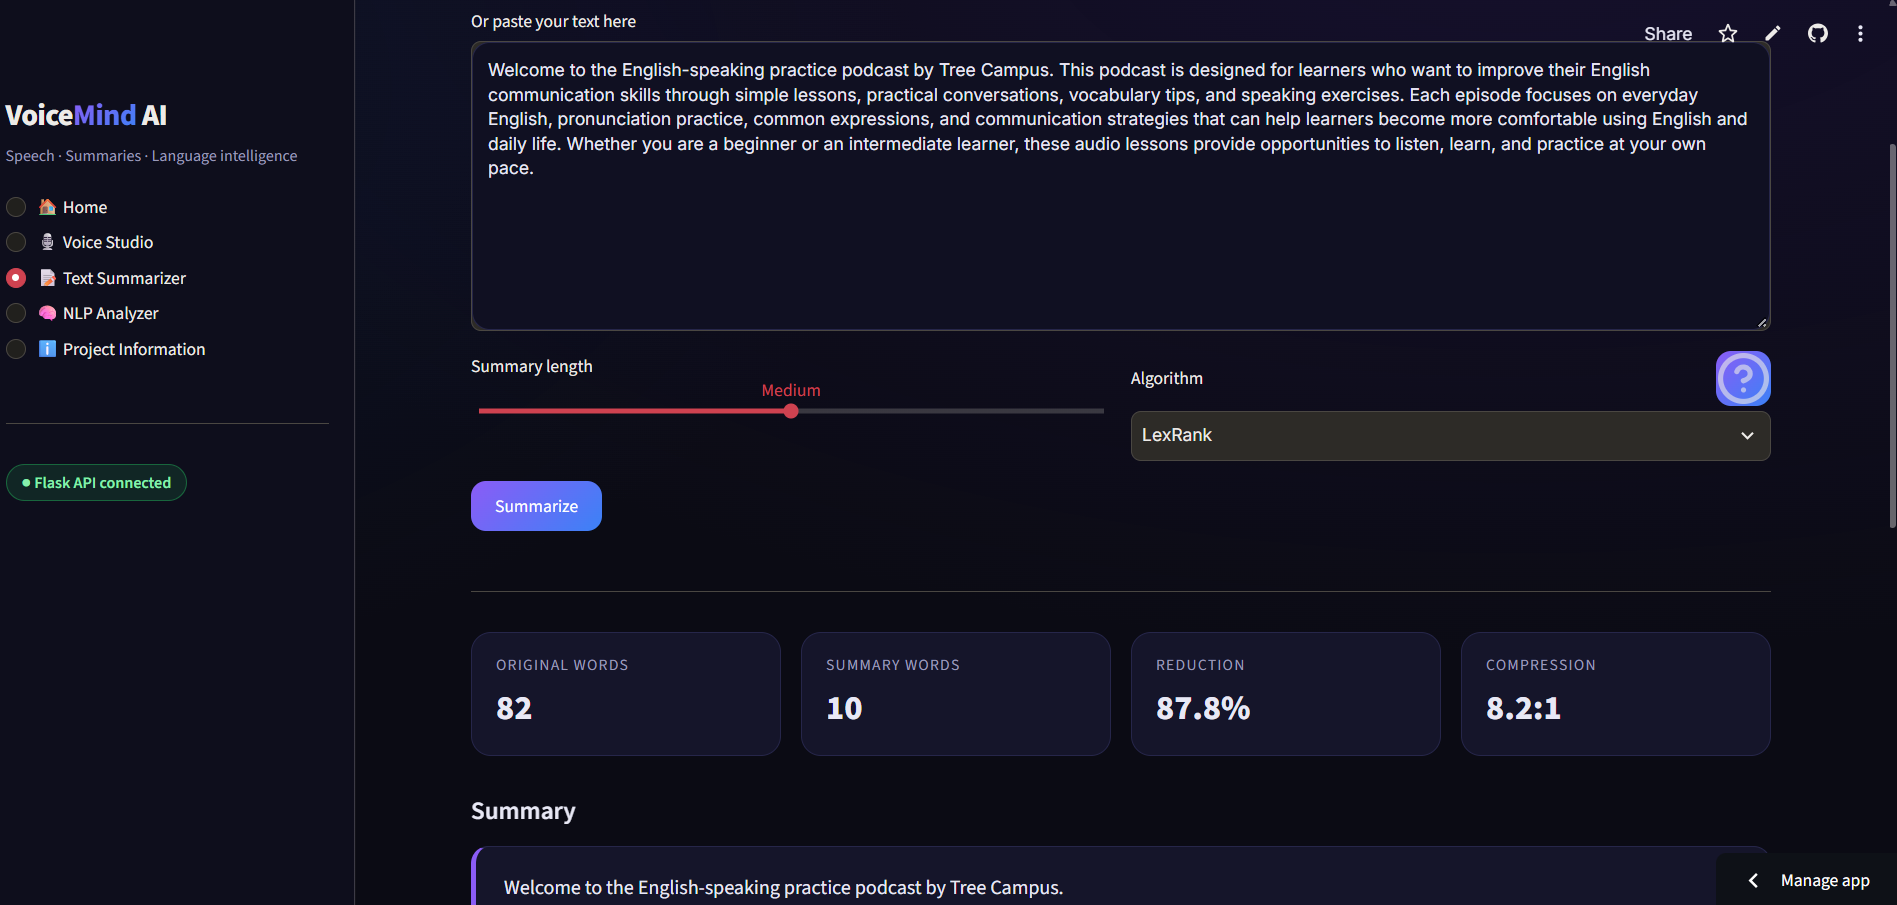 VoiceMind AI
Speech · Summaries · Language intelligence
Home
Voice Studio
Text Summarizer
NLP Analyzer
Project Information
● Flask API connected
Share
Or paste your text here
Welcome to the English-speaking practice podcast by Tree Campus. This podcast is designed for learners who want to improve their English
communication skills through simple lessons, practical conversations, vocabulary tips, and speaking exercises. Each episode focuses on everyday
English, pronunciation practice, common expressions, and communication strategies that can help learners become more comfortable using English and
daily life. Whether you are a beginner or an intermediate learner, these audio lessons provide opportunities to listen, learn, and practice at your own
pace.
Summary length
Medium
Algorithm
LexRank
Summarize
ORIGINAL WORDS
82
SUMMARY WORDS
10
REDUCTION
87.8%
COMPRESSION
8.2:1
Summary
Welcome to the English-speaking practice podcast by Tree Campus.
Manage app